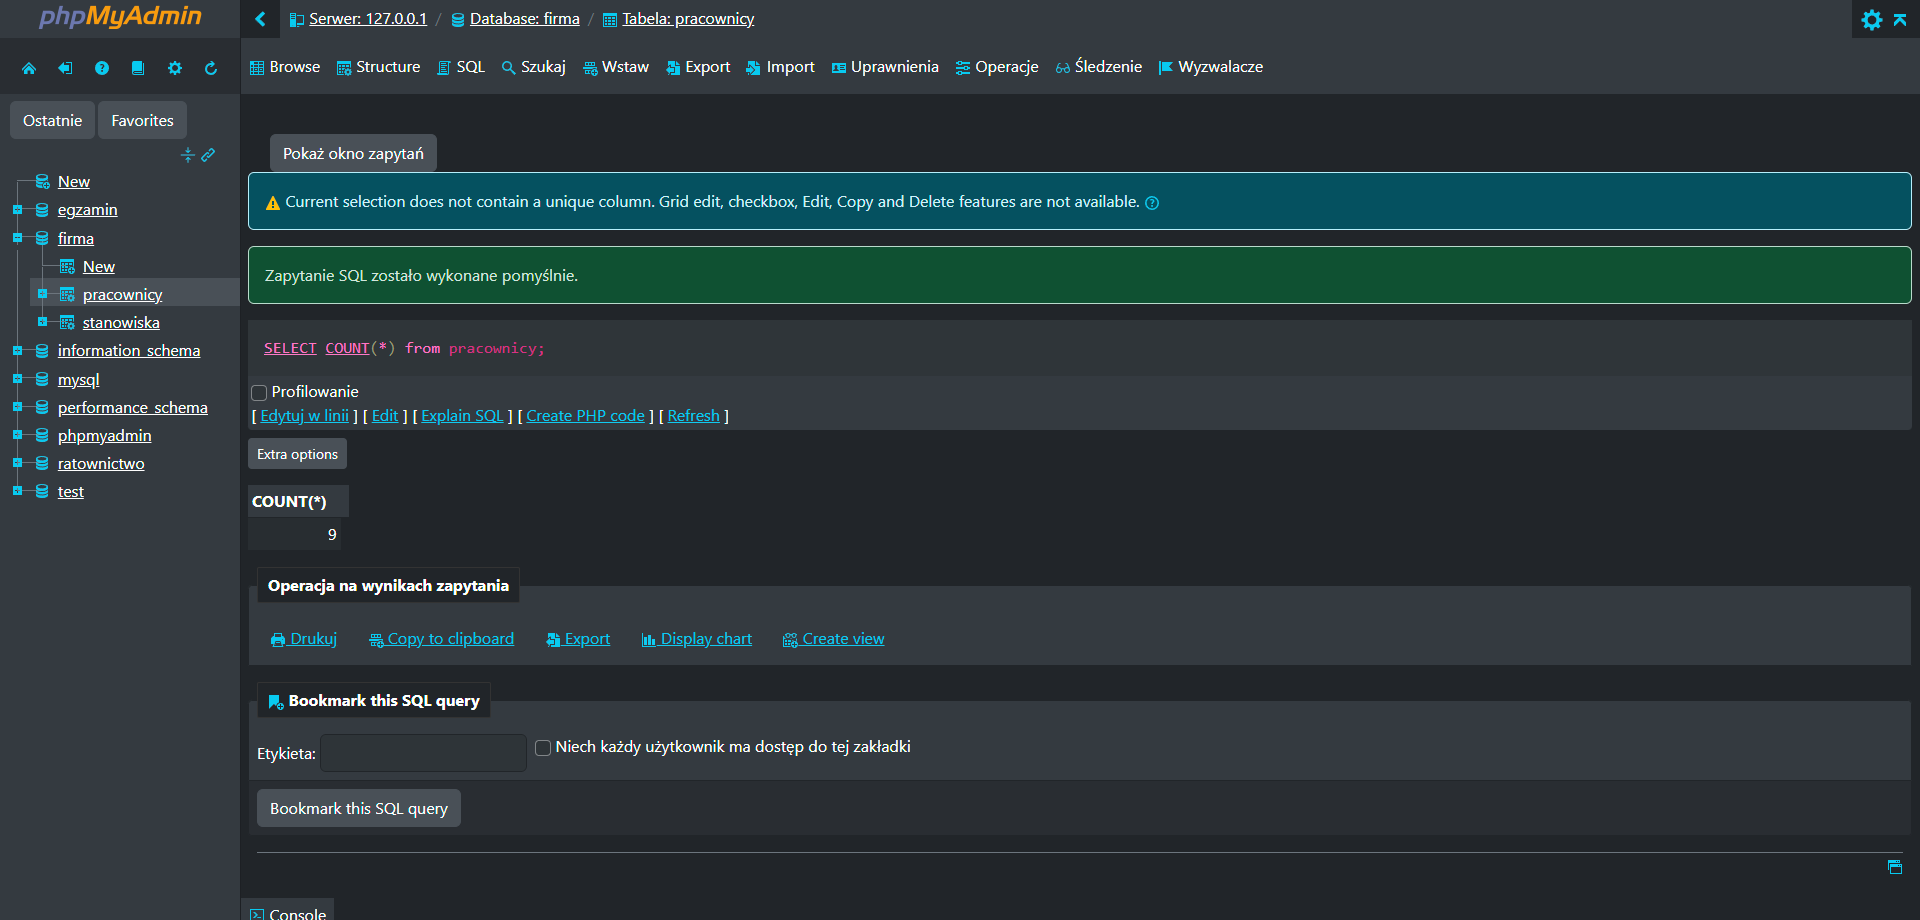 phpMyAdmin
Serwer: 127.0.0.1 / Database: firma / Tabela: pracownicy
Browse Structure SQL Szukaj Wstaw Export Import Uprawnienia Operacje Śledzenie Wyzwalacze
Ostatnie Favorites
New
egzamin
firma
New
pracownicy
stanowiska
information_schema
mysql
performance_schema
phpmyadmin
ratownictwo
test
Pokaż okno zapytań
Current selection does not contain a unique column. Grid edit, checkbox, Edit, Copy and Delete features are not available.
Zapytanie SQL zostało wykonane pomyślnie.
SELECT COUNT(*) from pracownicy;
Profilowanie
[ Edytuj w linii ] [ Edit ] [ Explain SQL ] [ Create PHP code ] [ Refresh ]
Extra options
COUNT(*)
9
Operacja na wynikach zapytania
Drukuj Copy to clipboard Export Display chart Create view
Bookmark this SQL query
Etykieta: Niech każdy użytkownik ma dostęp do tej zakładki
Bookmark this SQL query
Console